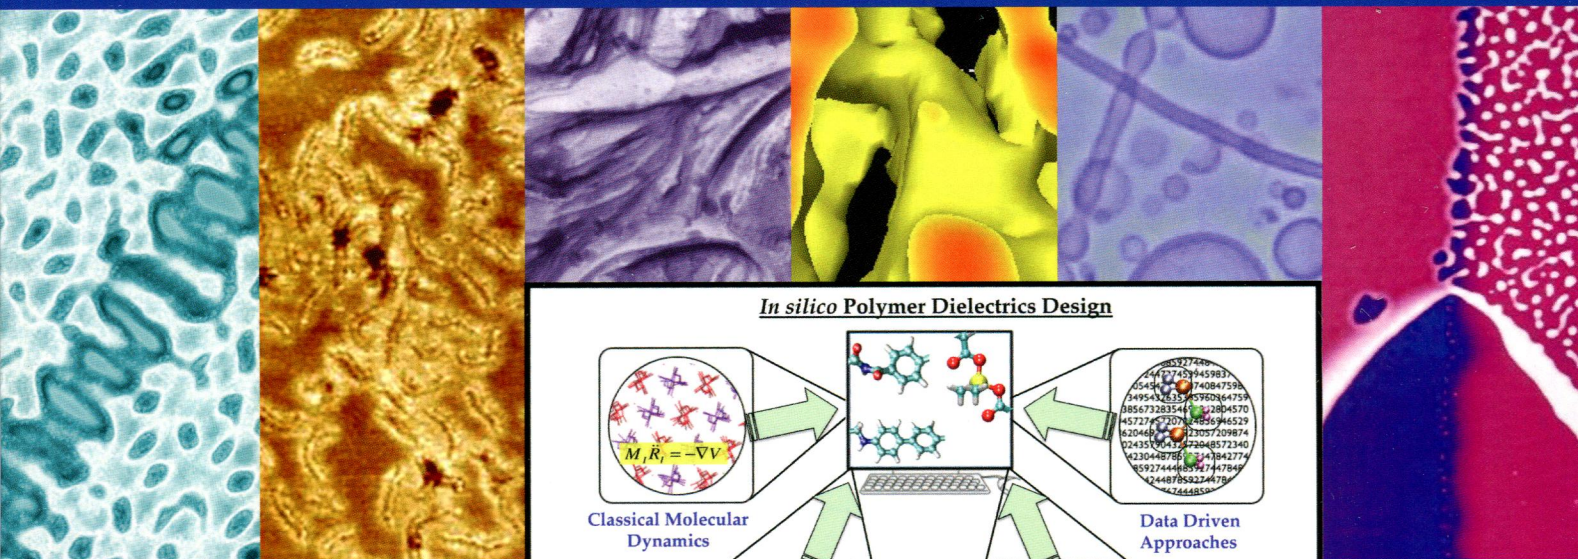 In silico Polymer Dielectrics Design
M_I R̈_I = −∇V
Classical Molecular
Dynamics
Data Driven
Approaches